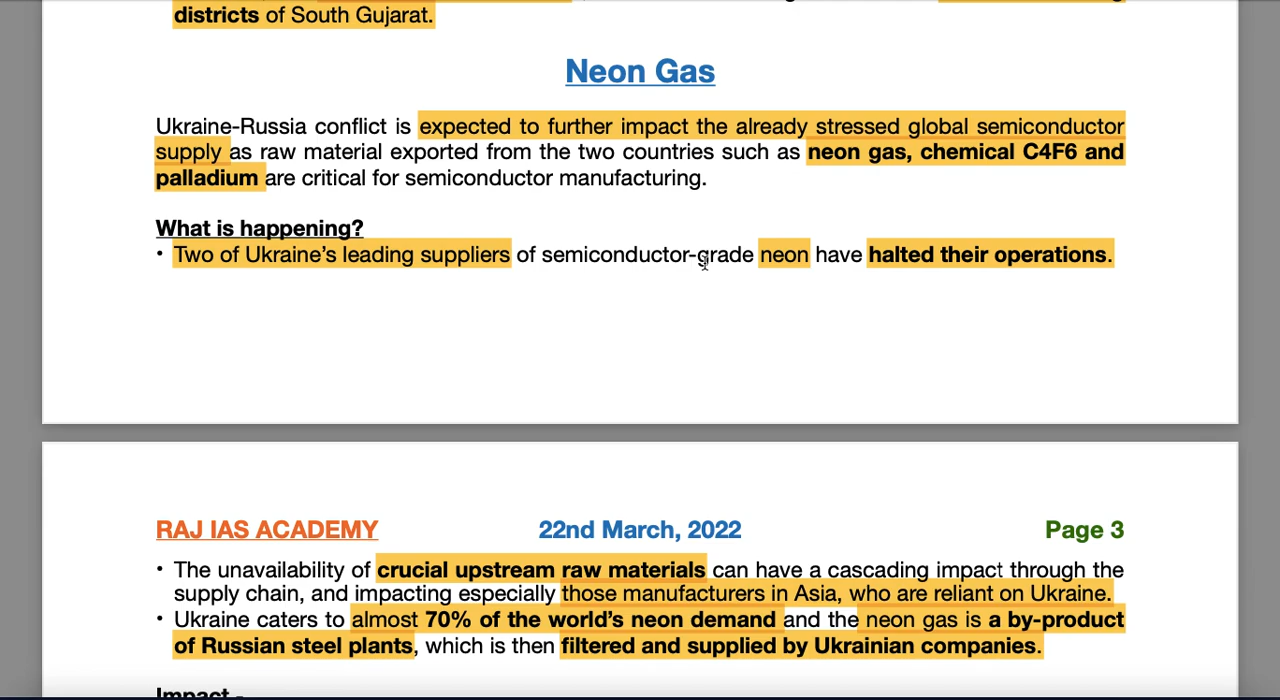 districts of South Gujarat.
Neon Gas
Ukraine-Russia conflict is expected to further impact the already stressed global semiconductor
supply as raw material exported from the two countries such as neon gas, chemical C4F6 and
palladium are critical for semiconductor manufacturing.
What is happening?
• Two of Ukraine’s leading suppliers of semiconductor-grade neon have halted their operations.
RAJ IAS ACADEMY 22nd March, 2022 Page 3
• The unavailability of crucial upstream raw materials can have a cascading impact through the
supply chain, and impacting especially those manufacturers in Asia, who are reliant on Ukraine.
• Ukraine caters to almost 70% of the world’s neon demand and the neon gas is a by-product
of Russian steel plants, which is then filtered and supplied by Ukrainian companies.
Impact -